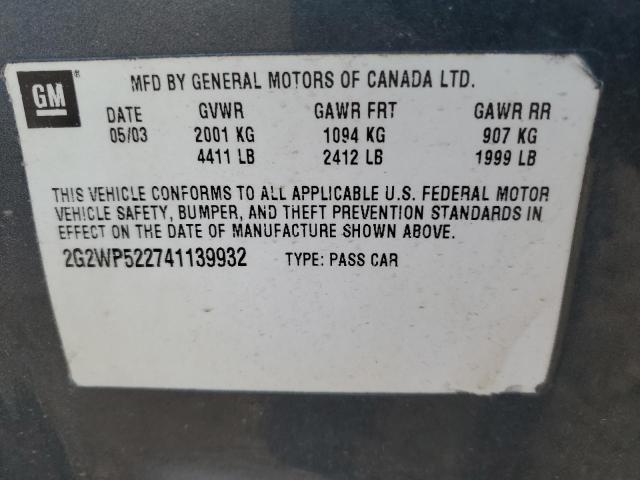 GM ® MFD BY GENERAL MOTORS OF CANADA LTD.
DATE GVWR GAWR FRT GAWR RR
05/03 2001 KG 1094 KG 907 KG
4411 LB 2412 LB 1999 LB
THIS VEHICLE CONFORMS TO ALL APPLICABLE U.S. FEDERAL MOTOR
VEHICLE SAFETY, BUMPER, AND THEFT PREVENTION STANDARDS IN
EFFECT ON THE DATE OF MANUFACTURE SHOWN ABOVE.
2G2WP522741139932 TYPE: PASS CAR